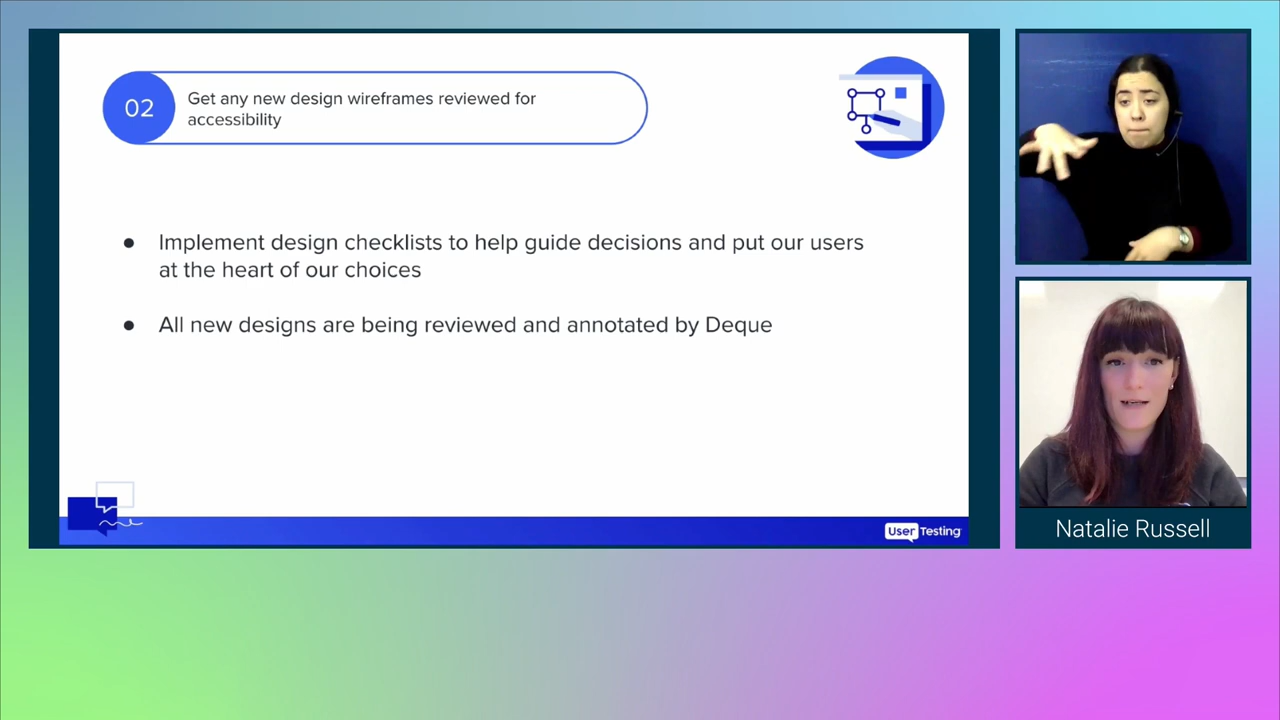 02
Get any new design wireframes reviewed for
accessibility
● Implement design checklists to help guide decisions and put our users
at the heart of our choices
● All new designs are being reviewed and annotated by Deque
UserTesting
Natalie Russell